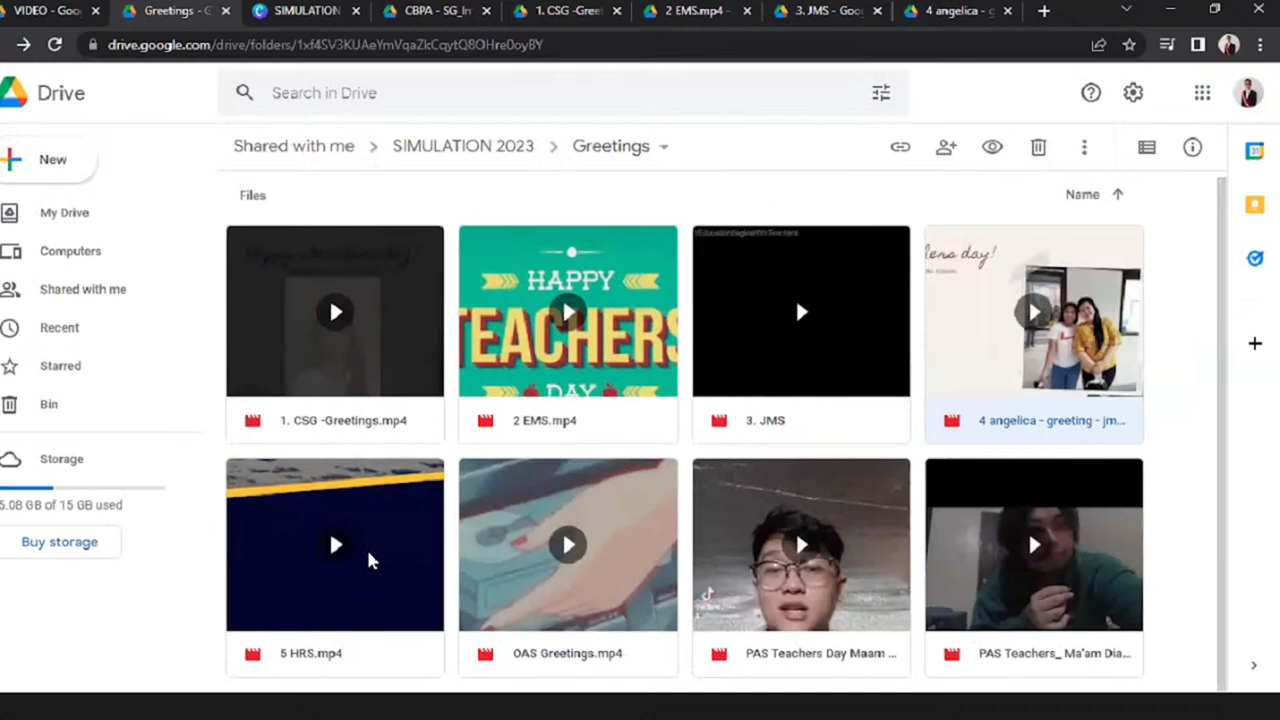 VIDEO - Goo
Greetings - G
SIMULATION
CBPA - SG_In
1. CSG -Greet
2 EMS.mp4 -
3. JMS - Goo
4 angelica - g
drive.google.com/drive/folders/1xf4SV3KUAeYmVqaZkCqytQ8OHre0oyBY
Drive
Search in Drive
New
Shared with me > SIMULATION 2023 > Greetings
My Drive
Computers
Shared with me
Recent
Starred
Bin
Storage
5.08 GB of 15 GB used
Buy storage
Files
Name
HAPPY
TEACHERS
DAY
#EducationBeginsWithTeachers
day!
1. CSG -Greetings.mp4
2 EMS.mp4
3. JMS
4 angelica - greeting - jm...
5 HRS.mp4
OAS Greetings.mp4
PAS Teachers Day Maam ...
PAS Teachers_ Ma'am Dia...